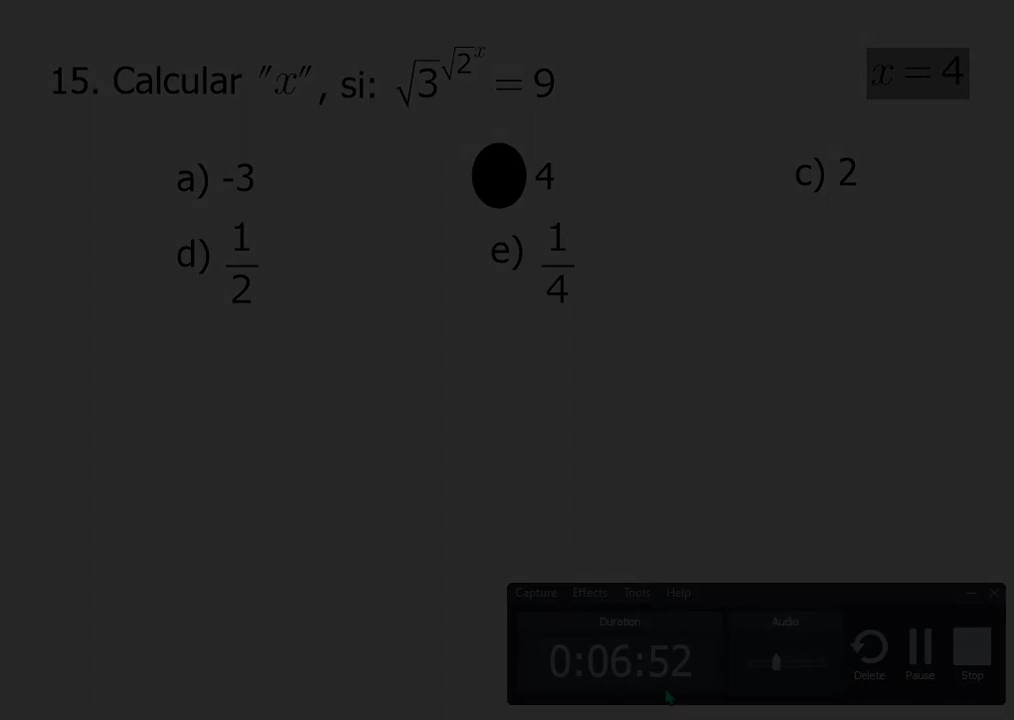 15. Calcular "x", si: √3^√2^x = 9
x = 4
a) -3
4
c) 2
d) 1/2
e) 1/4
Capture Effects Tools Help
Duration
Audio
0:06:52
Delete
Pause
Stop